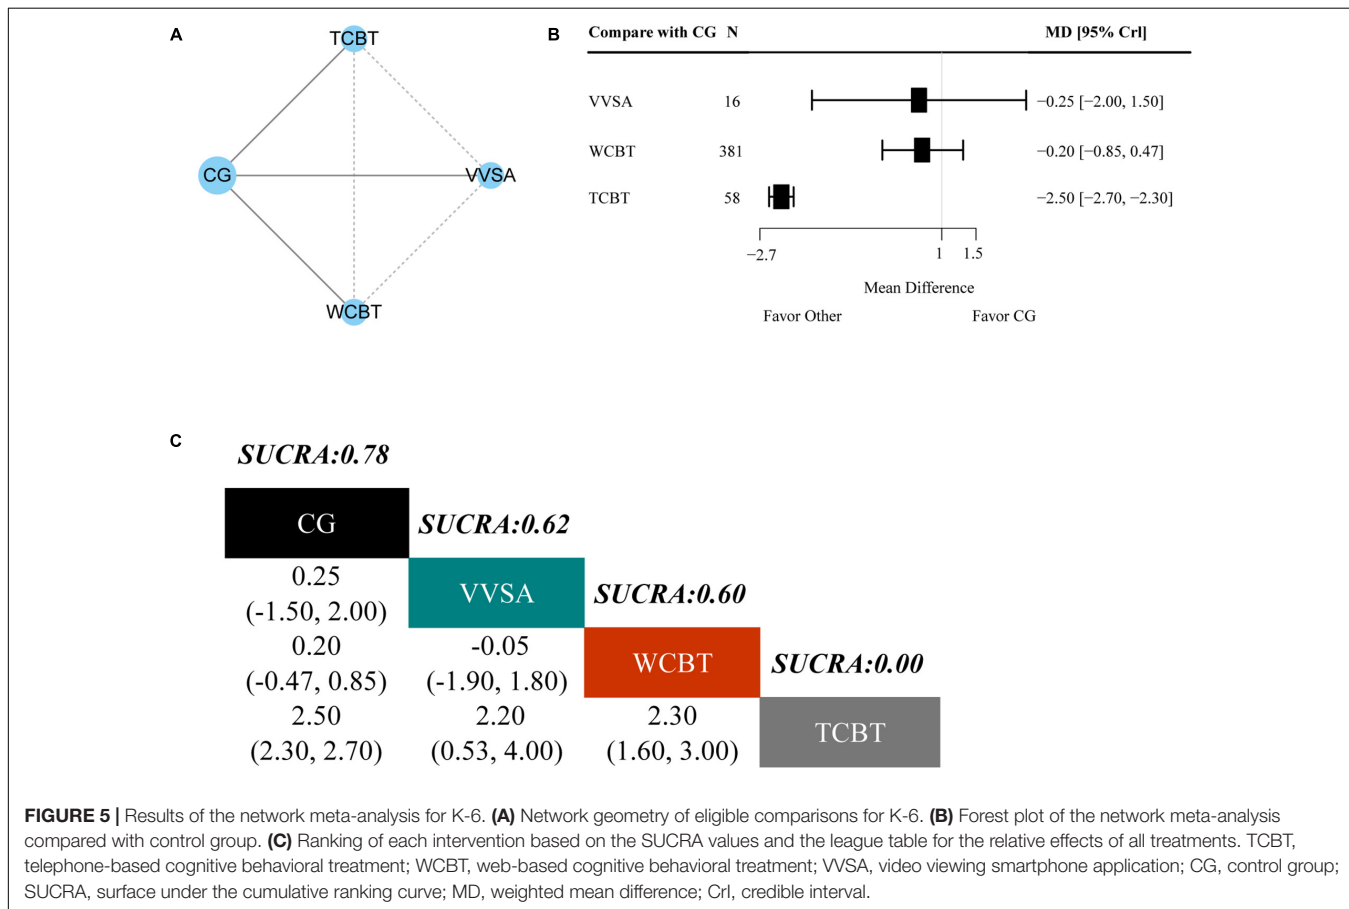 A
TCBT
CG
VVSA
WCBT
B
Compare with CG N MD [95% Crl]
VVSA 16 −0.25 [−2.00, 1.50]
WCBT 381 −0.20 [−0.85, 0.47]
TCBT 58 −2.50 [−2.70, −2.30]
−2.7 1 1.5
Mean Difference
Favor Other Favor CG
C
SUCRA:0.78
CG SUCRA:0.62
0.25
(-1.50, 2.00)
VVSA SUCRA:0.60
0.20 -0.05
(-0.47, 0.85) (-1.90, 1.80)
WCBT SUCRA:0.00
2.50 2.20 2.30
(2.30, 2.70) (0.53, 4.00) (1.60, 3.00)
TCBT
FIGURE 5 | Results of the network meta-analysis for K-6. (A) Network geometry of eligible comparisons for K-6. (B) Forest plot of the network meta-analysis
compared with control group. (C) Ranking of each intervention based on the SUCRA values and the league table for the relative effects of all treatments. TCBT,
telephone-based cognitive behavioral treatment; WCBT, web-based cognitive behavioral treatment; VVSA, video viewing smartphone application; CG, control group;
SUCRA, surface under the cumulative ranking curve; MD, weighted mean difference; CrI, credible interval.